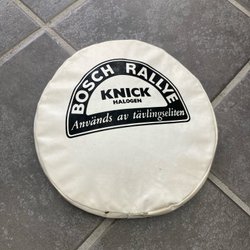 BOSCH RALLYE
KNICK
HALOGEN
Används av tävlingseliten